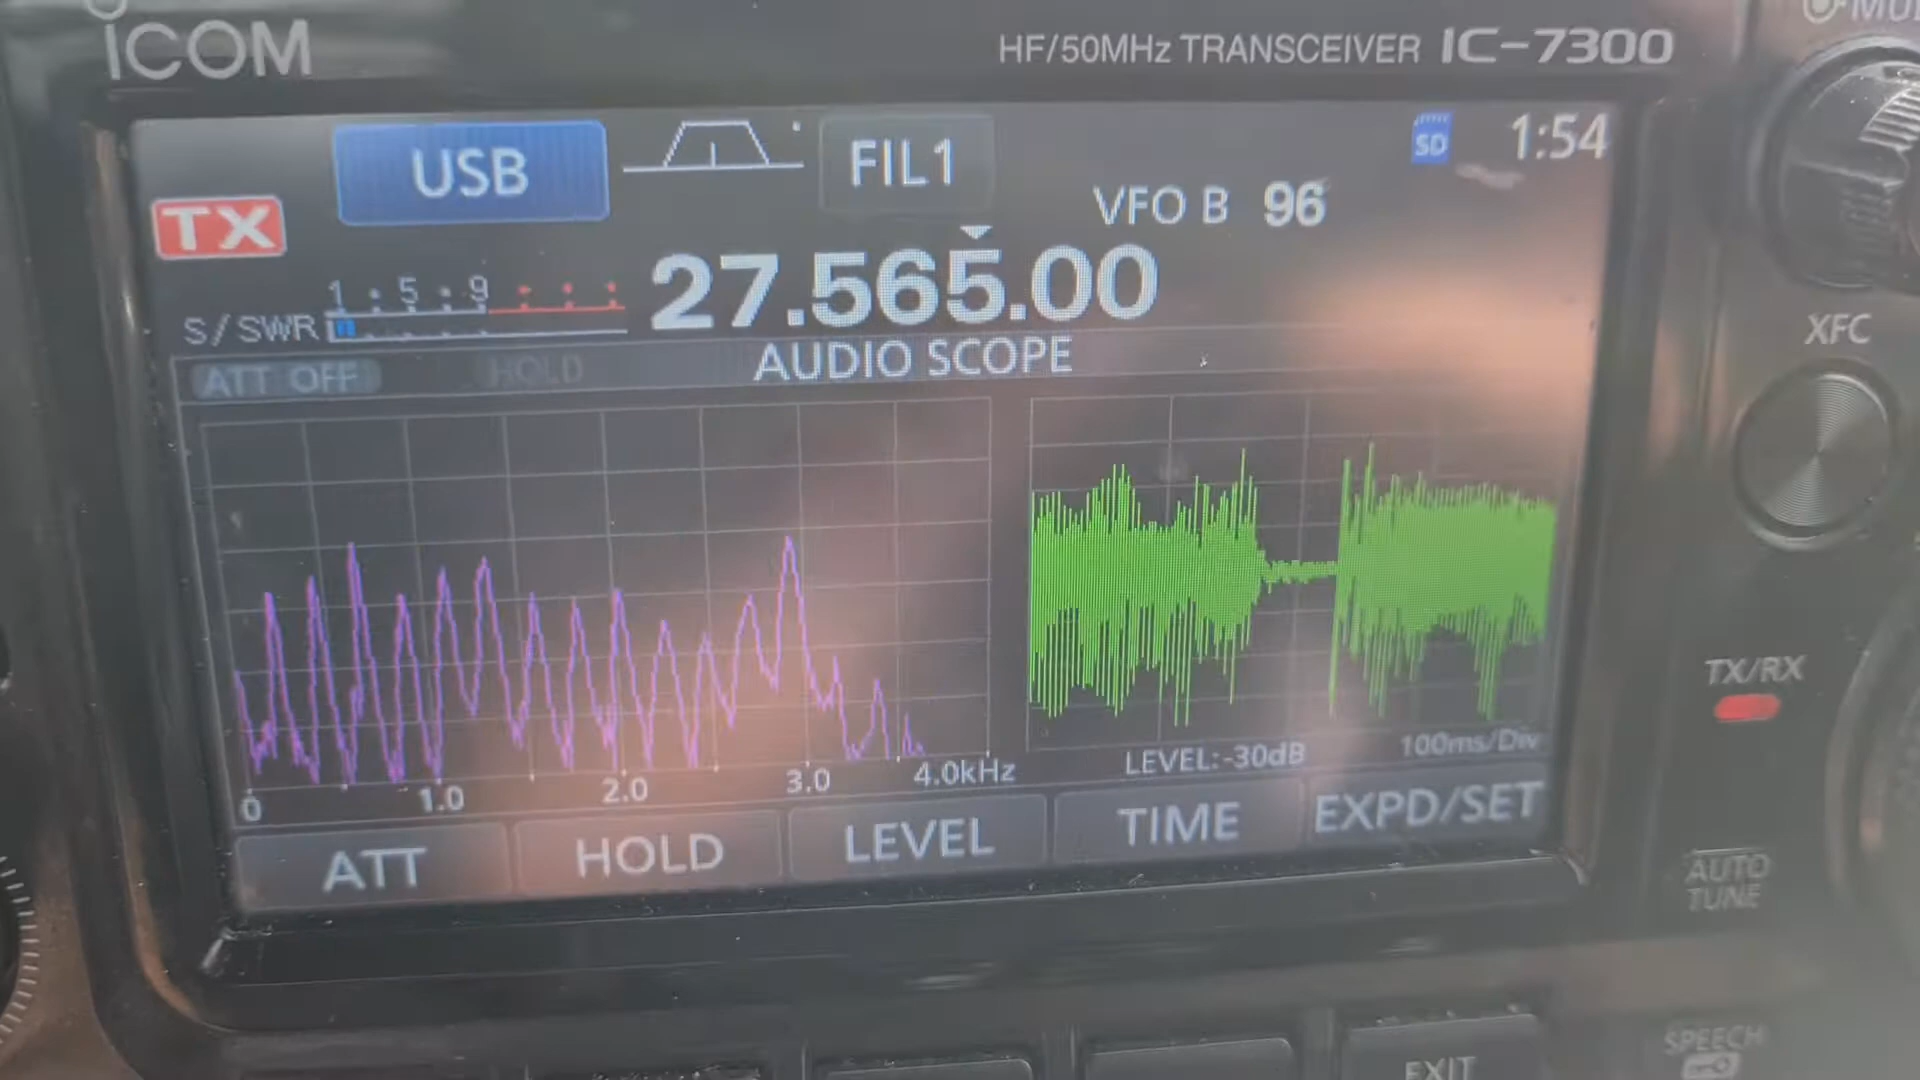 ICOM
HF/50MHz TRANSCEIVER IC-7300
USB
FIL1
SD
1:54
TX
VFO B 96
27.565.00
1 5 9
S/SWR
ATT OFF
HOLD
AUDIO SCOPE
0 1.0 2.0 3.0 4.0kHz
LEVEL:-30dB
100ms/Div
ATT
HOLD
LEVEL
TIME
EXPD/SET
XFC
TX/RX
AUTO
TUNE
SPEECH
EXIT